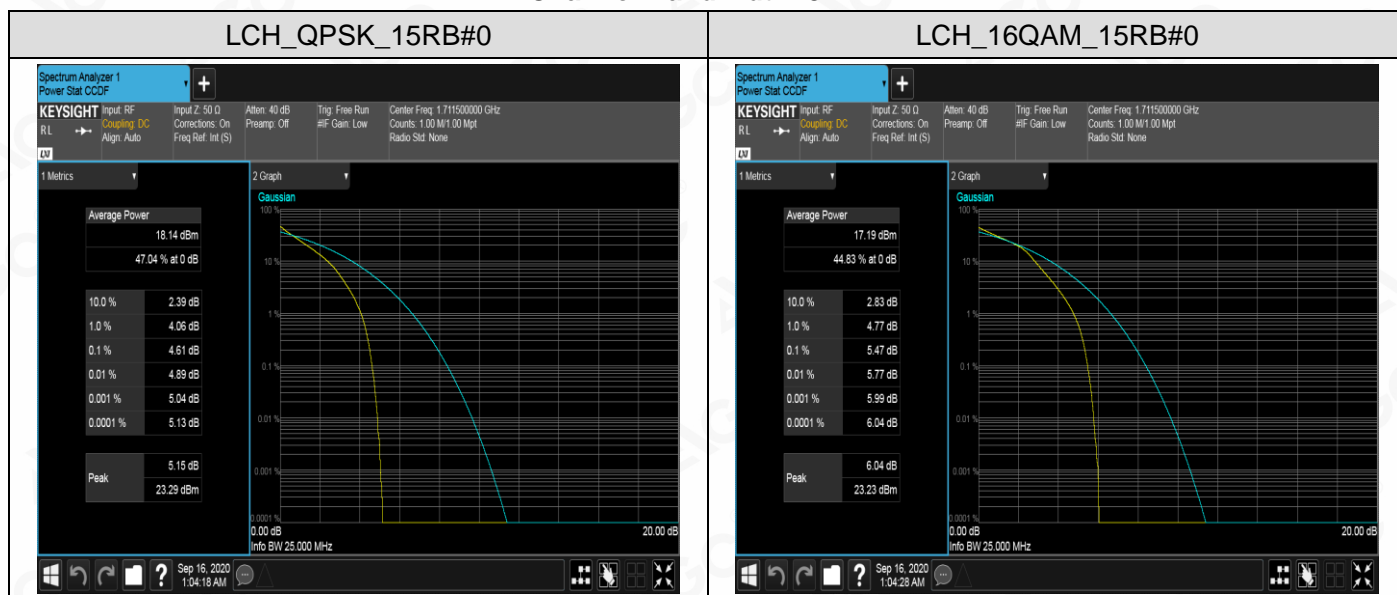 LCH_QPSK_15RB#0
Spectrum Analyzer 1
Power Stat CCDF
+
KEYSIGHT
RL
LXI
Input: RF
Coupling: DC
Align: Auto
Input Z: 50 Ω
Corrections: On
Freq Ref: Int (S)
Atten: 40 dB
Preamp: Off
Trig: Free Run
#IF Gain: Low
Center Freq: 1.711500000 GHz
Counts: 1.00 M/1.00 Mpt
Radio Std: None
1 Metrics
Average Power
18.14 dBm
47.04 % at 0 dB
10.0 % 2.39 dB
1.0 % 4.06 dB
0.1 % 4.61 dB
0.01 % 4.89 dB
0.001 % 5.04 dB
0.0001 % 5.13 dB
Peak
5.15 dB
23.29 dBm
2 Graph
Gaussian
100 %
10 %
1 %
0.1 %
0.01 %
0.001 %
0.0001 %
0.00 dB 20.00 dB
Info BW 25.000 MHz
?
Sep 16, 2020
1:04:18 AM
LCH_16QAM_15RB#0
Spectrum Analyzer 1
Power Stat CCDF
+
KEYSIGHT
RL
LXI
Input: RF
Coupling: DC
Align: Auto
Input Z: 50 Ω
Corrections: On
Freq Ref: Int (S)
Atten: 40 dB
Preamp: Off
Trig: Free Run
#IF Gain: Low
Center Freq: 1.711500000 GHz
Counts: 1.00 M/1.00 Mpt
Radio Std: None
1 Metrics
Average Power
17.19 dBm
44.83 % at 0 dB
10.0 % 2.83 dB
1.0 % 4.77 dB
0.1 % 5.47 dB
0.01 % 5.77 dB
0.001 % 5.99 dB
0.0001 % 6.04 dB
Peak
6.04 dB
23.23 dBm
2 Graph
Gaussian
100 %
10 %
1 %
0.1 %
0.01 %
0.001 %
0.0001 %
0.00 dB 20.00 dB
Info BW 25.000 MHz
?
Sep 16, 2020
1:04:28 AM